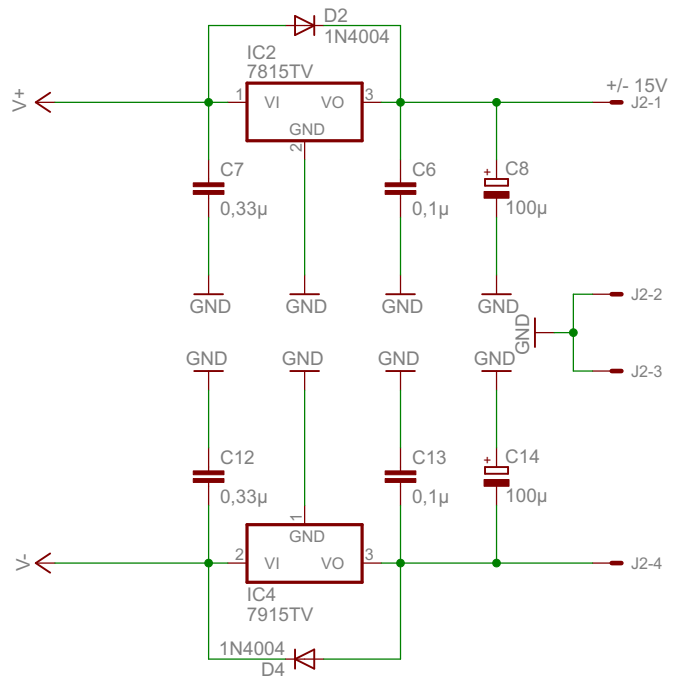 D2
1N4004
IC2
7815TV
+/- 15V
V+
1
VI
VO
3
J2-1
GND
2
C7
0,33µ
C6
0,1µ
+
C8
100µ
J2-2
GND
GND
GND
GND
GND
J2-3
GND
GND
GND
GND
C12
0,33µ
C13
0,1µ
+
C14
100µ
1
GND
V-
2
VI
VO
3
J2-4
IC4
7915TV
1N4004
D4